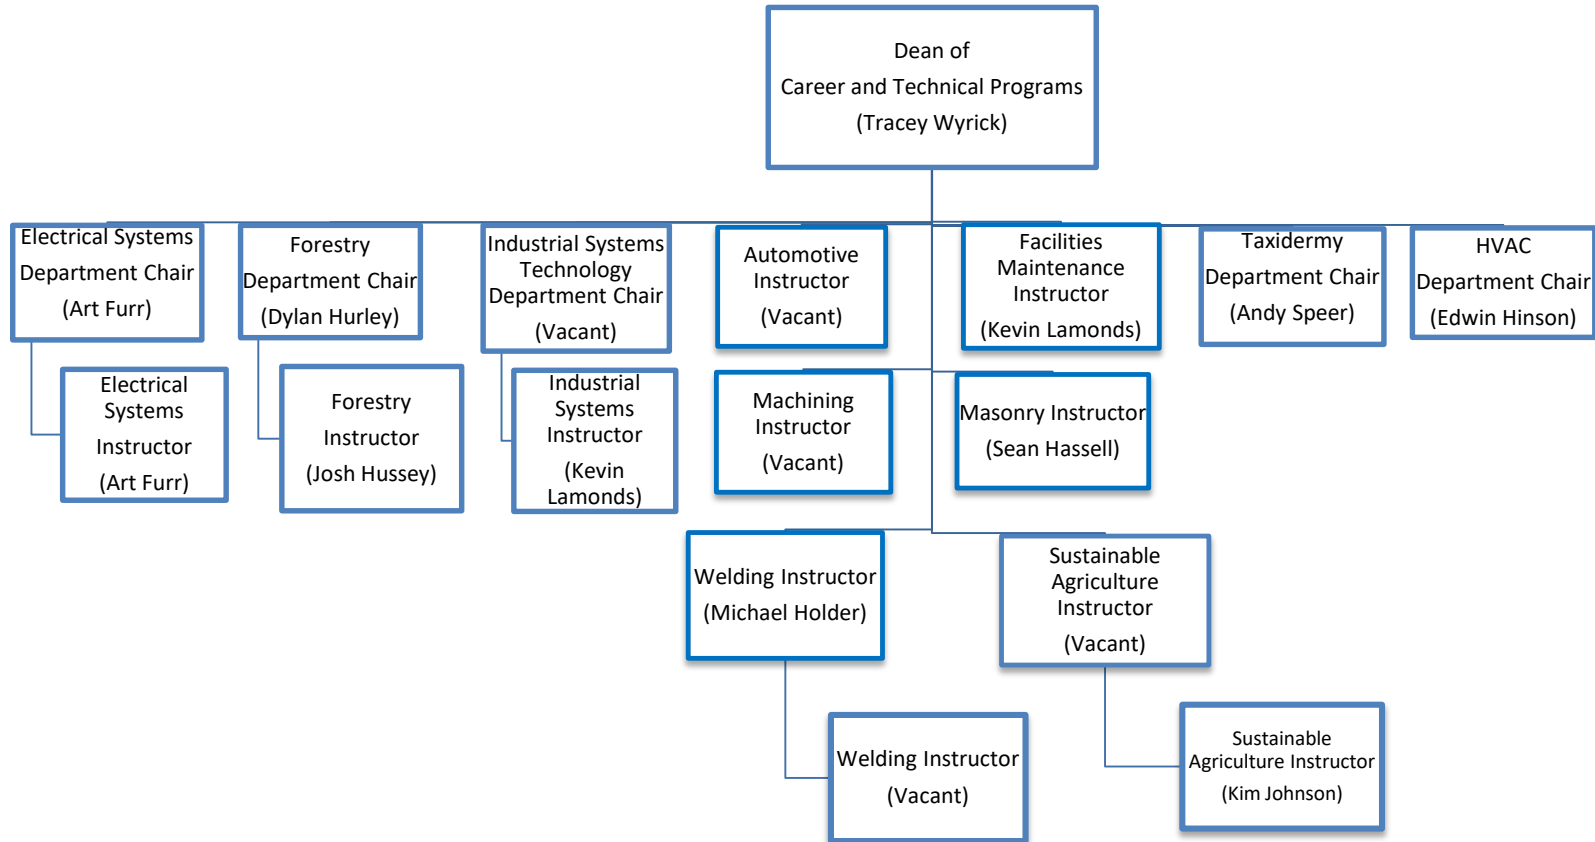 Dean of
Career and Technical Programs
(Tracey Wyrick)
Electrical Systems
Department Chair
(Art Furr)
Forestry
Department Chair
(Dylan Hurley)
Industrial Systems
Technology
Department Chair
(Vacant)
Automotive
Instructor
(Vacant)
Facilities
Maintenance
Instructor
(Kevin Lamonds)
Taxidermy
Department Chair
(Andy Speer)
HVAC
Department Chair
(Edwin Hinson)
Electrical
Systems
Instructor
(Art Furr)
Forestry
Instructor
(Josh Hussey)
Industrial
Systems
Instructor
(Kevin
Lamonds)
Machining
Instructor
(Vacant)
Masonry Instructor
(Sean Hassell)
Welding Instructor
(Michael Holder)
Sustainable
Agriculture
Instructor
(Vacant)
Welding Instructor
(Vacant)
Sustainable
Agriculture Instructor
(Kim Johnson)